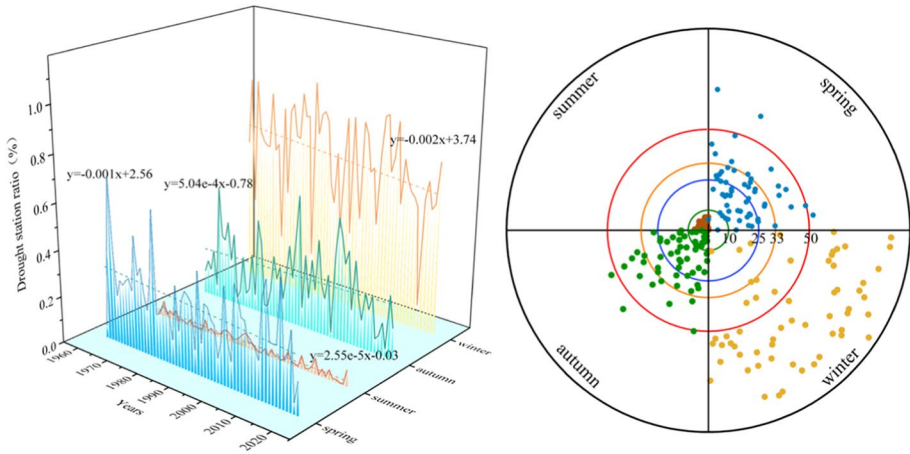 Drought station ratio (%)
1.0
0.8
0.6
0.4
0.2
0.0
y=-0.001x+2.56
y=5.04e-4x-0.78
y=-0.002x+3.74
y=2.55e-5x-0.03
1960
1970
1980
1990
2000
2010
2020
Years
spring
summer
autumn
winter
summer
spring
10 25 33 50
autumn
winter